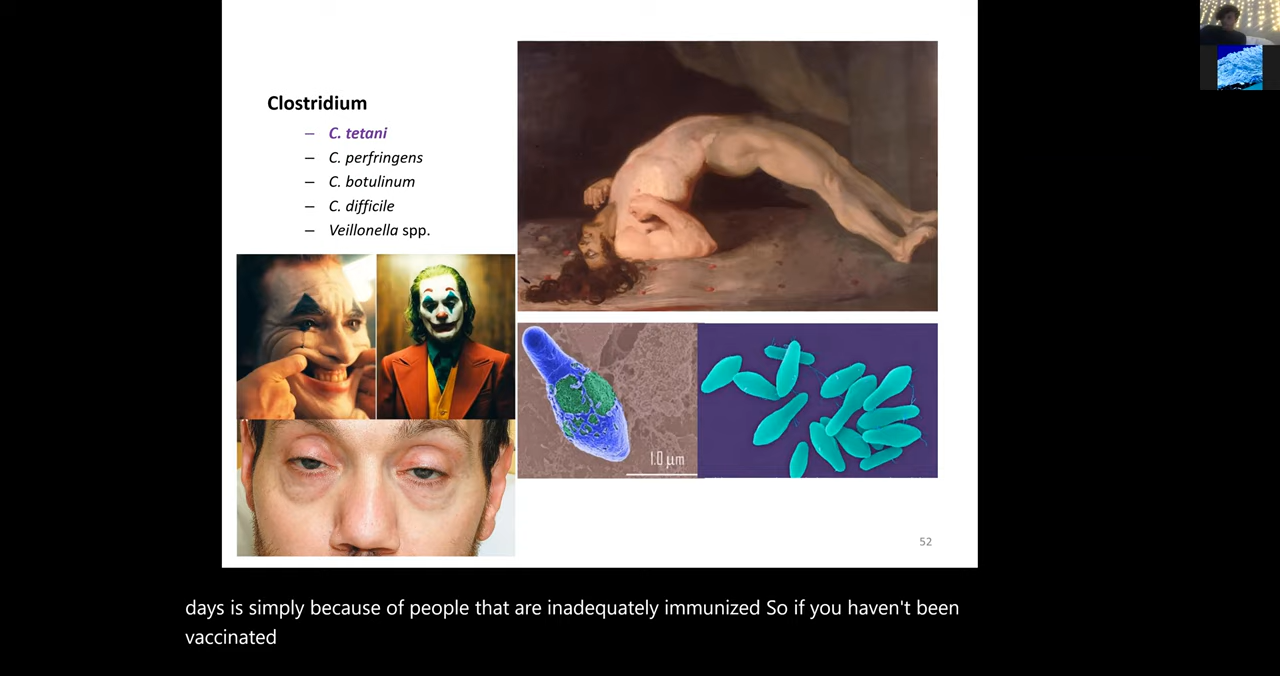 Clostridium
– C. tetani
– C. perfringens
– C. botulinum
– C. difficile
– Veillonella spp.
1.0 µm
52
days is simply because of people that are inadequately immunized So if you haven't been
vaccinated